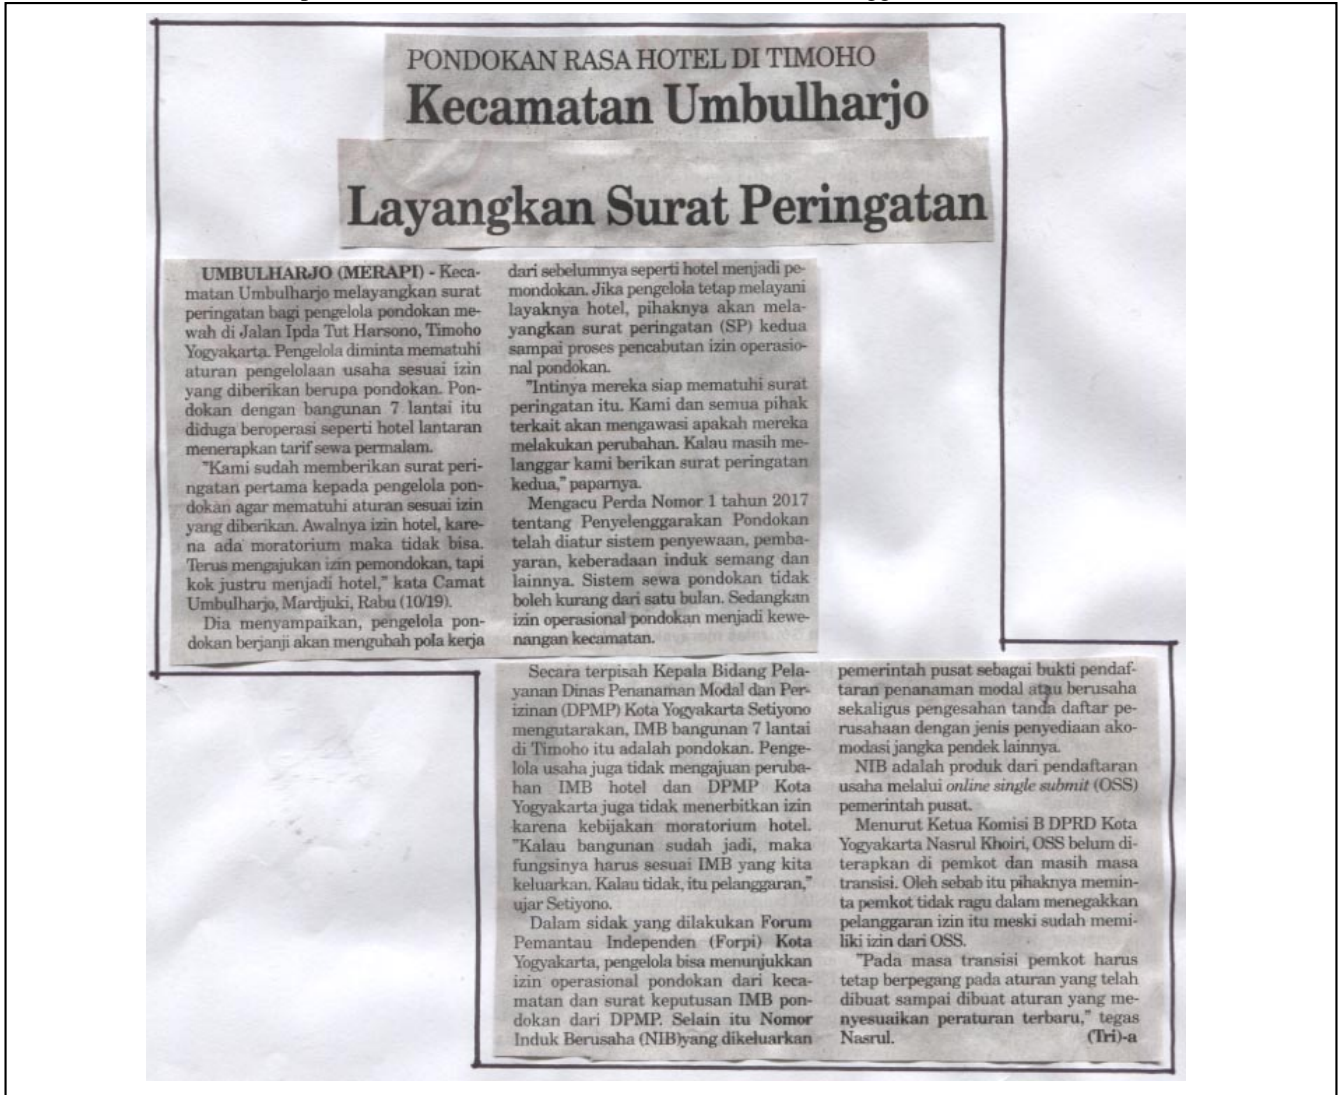 PONDOKAN RASA HOTEL DI TIMOHO
Kecamatan Umbulharjo
Layangkan Surat Peringatan
UMBULHARJO (MERAPI) - Keca-
matan Umbulharjo melayangkan surat
peringatan bagi pengelola pondokan me-
wah di Jalan Ipda Tut Harsono, Timoho
Yogyakarta. Pengelola diminta mematuhi
aturan pengelolaan usaha sesuai izin
yang diberikan berupa pondokan. Pon-
dokan dengan bangunan 7 lantai itu
diduga beroperasi seperti hotel lantaran
menerapkan tarif sewa permalam.
"Kami sudah memberikan surat peri-
ngatan pertama kepada pengelola pon-
dokan agar mematuhi aturan sesuai izin
yang diberikan. Awalnya izin hotel, kare-
na ada moratorium maka tidak bisa.
Terus mengajukan izin pemondokan, tapi
kok justru menjadi hotel," kata Camat
Umbulharjo, Mardjuki, Rabu (10/19).
Dia menyampaikan, pengelola pon-
dokan berjanji akan mengubah pola kerja
dari sebelumnya seperti hotel menjadi pe-
mondokan. Jika pengelola tetap melayani
layaknya hotel, pihaknya akan mela-
yangkan surat peringatan (SP) kedua
sampai proses pencabutan izin operasio-
nal pondokan.
"Intinya mereka siap mematuhi surat
peringatan itu. Kami dan semua pihak
terkait akan mengawasi apakah mereka
melakukan perubahan. Kalau masih me-
langgar kami berikan surat peringatan
kedua," paparnya.
Mengacu Perda Nomor 1 tahun 2017
tentang Penyelenggarakan Pondokan
telah diatur sistem penyewaan, pemba-
yaran, keberadaan induk semang dan
lainnya. Sistem sewa pondokan tidak
boleh kurang dari satu bulan. Sedangkan
izin operasional pondokan menjadi kewe-
nangan kecamatan.
Secara terpisah Kepala Bidang Pela-
yanan Dinas Penanaman Modal dan Per-
izinan (DPMP) Kota Yogyakarta Setiyono
mengutarakan, IMB bangunan 7 lantai
di Timoho itu adalah pondokan. Penge-
lola usaha juga tidak mengajuan peruba-
han IMB hotel dan DPMP Kota
Yogyakarta juga tidak menerbitkan izin
karena kebijakan moratorium hotel.
"Kalau bangunan sudah jadi, maka
fungsinya harus sesuai IMB yang kita
keluarkan. Kalau tidak, itu pelanggaran,"
ujar Setiyono.
Dalam sidak yang dilakukan Forum
Pemantau Independen (Forpi) Kota
Yogyakarta, pengelola bisa menunjukkan
izin operasional pondokan dari keca-
matan dan surat keputusan IMB pon-
dokan dari DPMP. Selain itu Nomor
Induk Berusaha (NIB)yang dikeluarkan
pemerintah pusat sebagai bukti pendaf-
taran penanaman modal atau berusaha
sekaligus pengesahan tanda daftar pe-
rusahaan dengan jenis penyediaan ako-
modasi jangka pendek lainnya.
NIB adalah produk dari pendaftaran
usaha melalui online single submit (OSS)
pemerintah pusat.
Menurut Ketua Komisi B DPRD Kota
Yogyakarta Nasrul Khoiri, OSS belum di-
terapkan di pemkot dan masih masa
transisi. Oleh sebab itu pihaknya memin-
ta pemkot tidak ragu dalam menegakkan
pelanggaran izin itu meski sudah memi-
liki izin dari OSS.
"Pada masa transisi pemkot harus
tetap berpegang pada aturan yang telah
dibuat sampai dibuat aturan yang me-
nyesuaikan peraturan terbaru," tegas
Nasrul. (Tri)-a